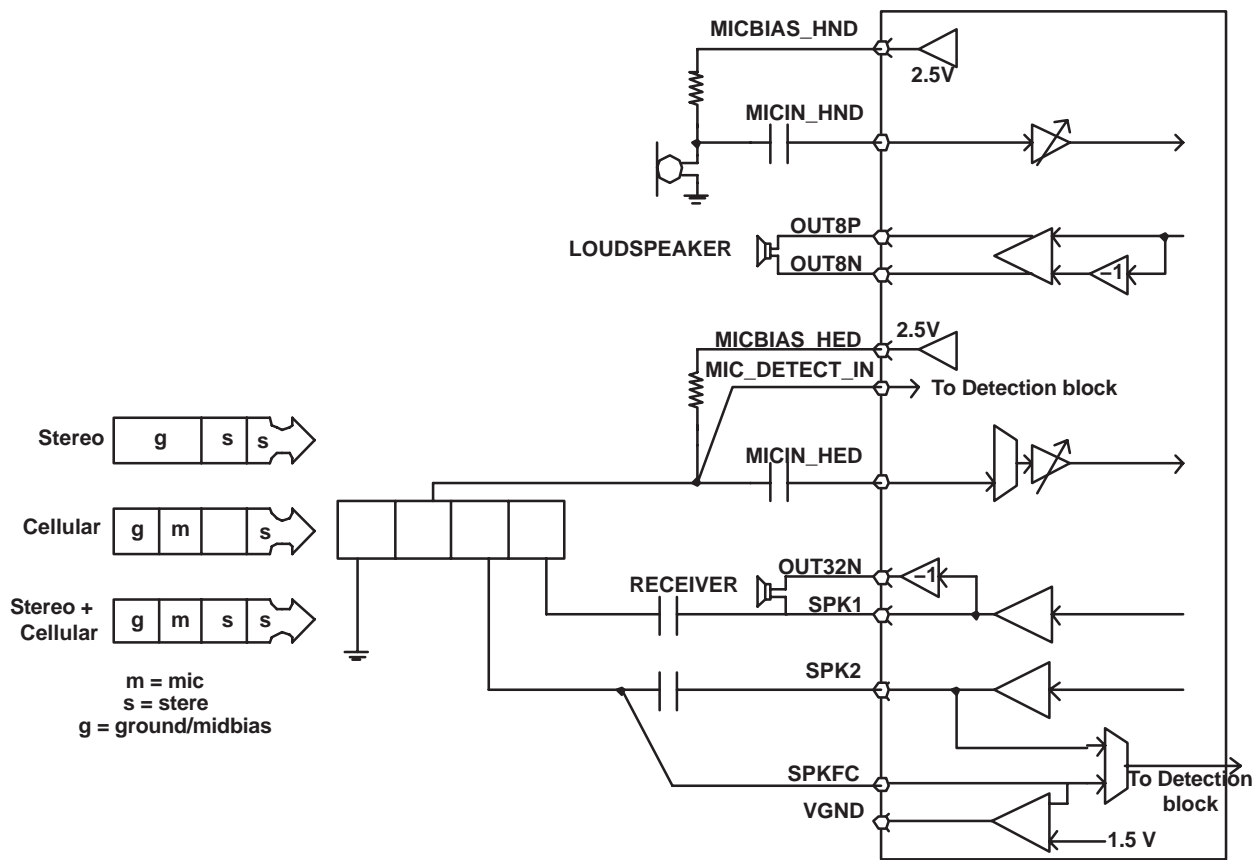 MICBIAS_HND
2.5V
MICIN_HND
OUT8P
LOUDSPEAKER
OUT8N
–1
MICBIAS_HED
2.5V
MIC_DETECT_IN
To Detection block
Stereo
g s s
MICIN_HED
Cellular
g m s
OUT32N
–1
RECEIVER
SPK1
Stereo +
Cellular
g m s s
SPK2
m = mic
s = stere
g = ground/midbias
SPKFC
To Detection
block
VGND
1.5 V